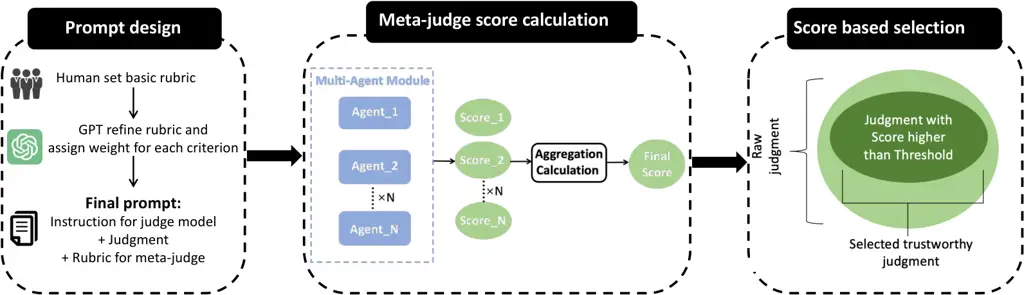 Prompt design
Human set basic rubric
GPT refine rubric and
assign weight for each criterion
Final prompt:
Instruction for judge model
+ Judgment
+ Rubric for meta-judge
Meta-judge score calculation
Multi-Agent Module
Agent_1
Agent_2
×N
Agent_N
Score_1
Score_2
×N
Score_N
Aggregation
Calculation
Final
Score
Score based selection
Raw
judgment
Judgment with
Score higher
than Threshold
Selected trustworthy
judgment